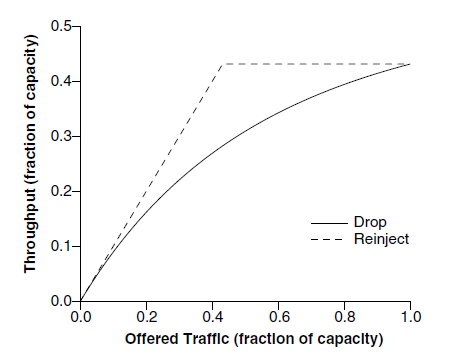 Throughput (fraction of capacity)
0.5
0.4
0.3
0.2
0.1
0.0
Drop
Reinject
0.0 0.2 0.4 0.6 0.8 1.0
Offered Traffic (fraction of capacity)